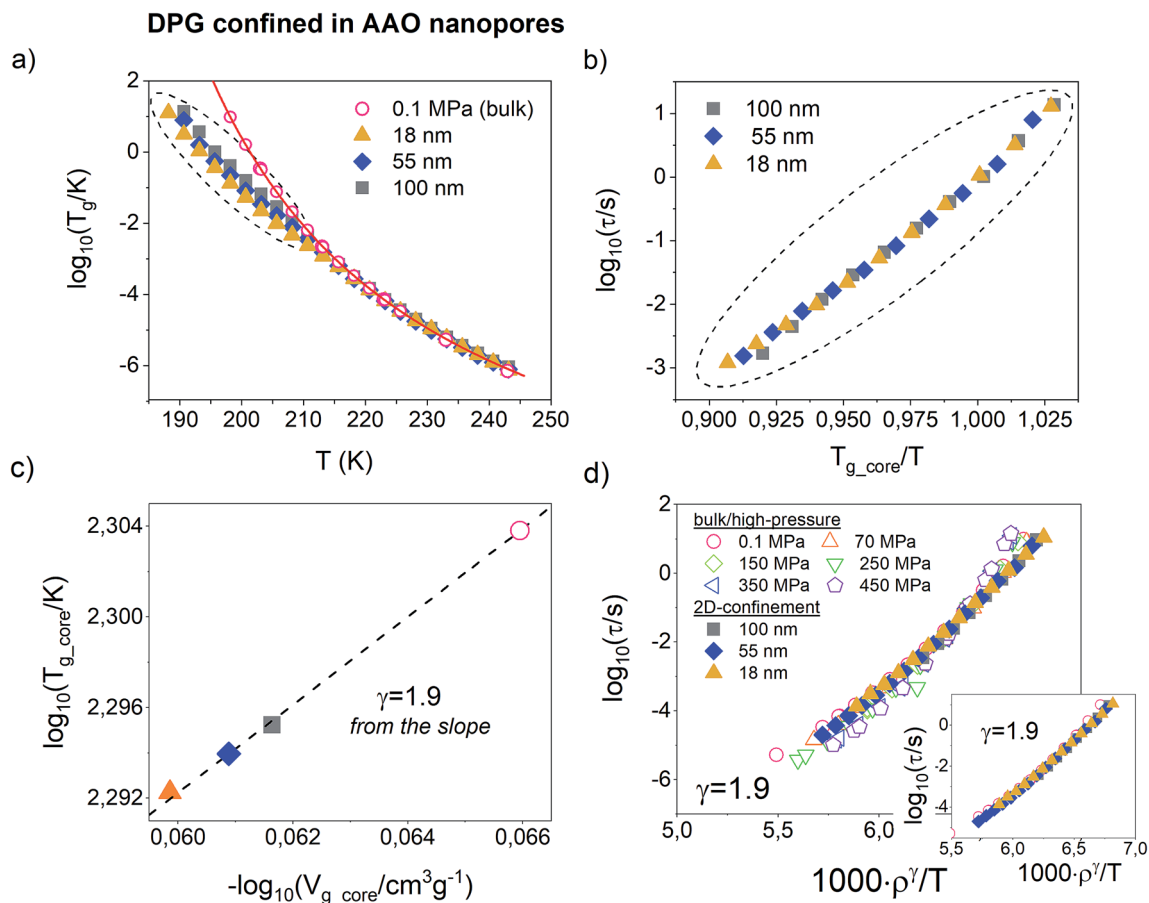 DPG confined in AAO nanopores
a)
2
0
-2
-4
-6
log10(Tg/K)
0.1 MPa (bulk)
18 nm
55 nm
100 nm
190 200 210 220 230 240 250
T (K)
b)
1
0
-1
-2
-3
log10(τ/s)
100 nm
55 nm
18 nm
0,900 0,925 0,950 0,975 1,000 1,025
Tg_core/T
c)
2,304
2,300
2,296
2,292
log10(Tg_core/K)
γ=1.9
from the slope
0,060 0,062 0,064 0,066
-log10(Vg_core/cm³g⁻¹)
d)
2
0
-2
-4
-6
log10(τ/s)
bulk/high-pressure
0.1 MPa 70 MPa
150 MPa 250 MPa
350 MPa 450 MPa
2D-confinement
100 nm
55 nm
18 nm
γ=1.9
5,0 5,5 6,0
1000·ρ^γ/T
0
-2
-4
log10(τ/s)
γ=1.9
5,5 6,0 6,5 7,0
1000·ρ^γ/T